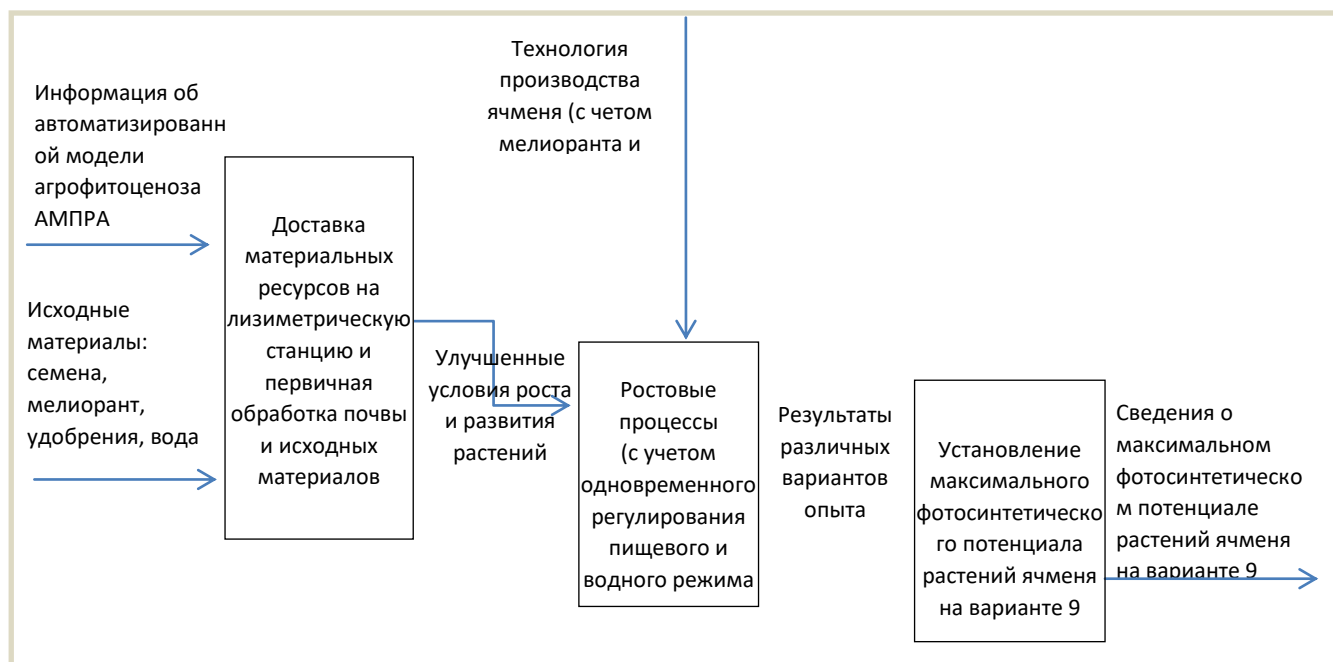 Информация об
автоматизированн
ой модели
агрофитоценоза
АМПРА
Исходные
материалы:
семена,
мелиорант,
удобрения, вода
Доставка
материальных
ресурсов на
лизиметрическую
станцию и
первичная
обработка почвы
и исходных
материалов
Технология
производства
ячменя (с четом
мелиоранта и
Улучшенные
условия роста
и развития
растений
Ростовые
процессы
(с учетом
одновременного
регулирования
пищевого и
водного режима
Результаты
различных
вариантов
опыта
Установление
максимального
фотосинтетическо
го потенциала
растений ячменя
на варианте 9
Сведения о
максимальном
фотосинтетическо
м потенциале
растений ячменя
на варианте 9